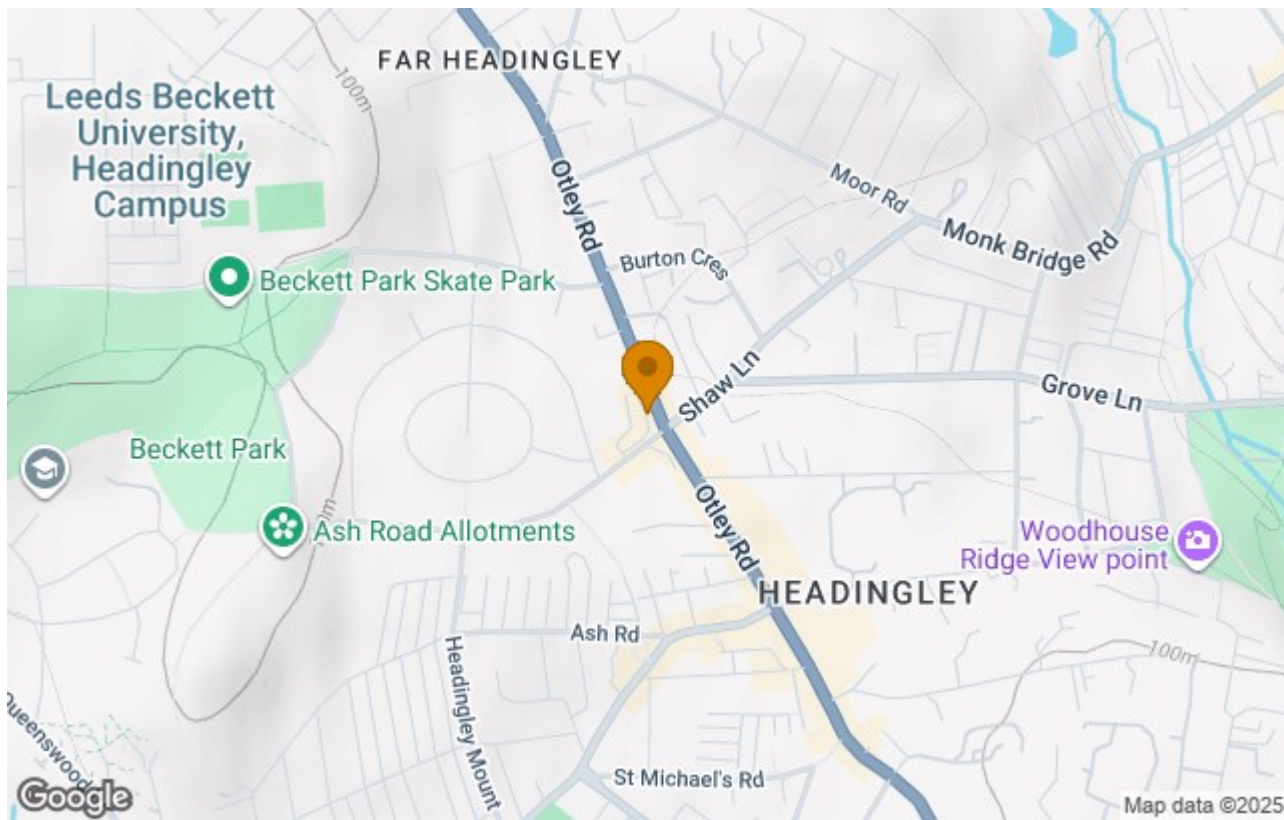 FAR HEADINGLEY
100m
Leeds Beckett
University,
Headingley
Campus
Otley Rd
Moor Rd
Monk Bridge Rd
Burton Cres
Beckett Park Skate Park
Shaw Ln
Grove Ln
Beckett Park
Ash Road Allotments
Otley Rd
Woodhouse
Ridge View point
HEADINGLEY
Ash Rd
100m
Headingley Mount
St Michael's Rd
Google
Map data ©2025